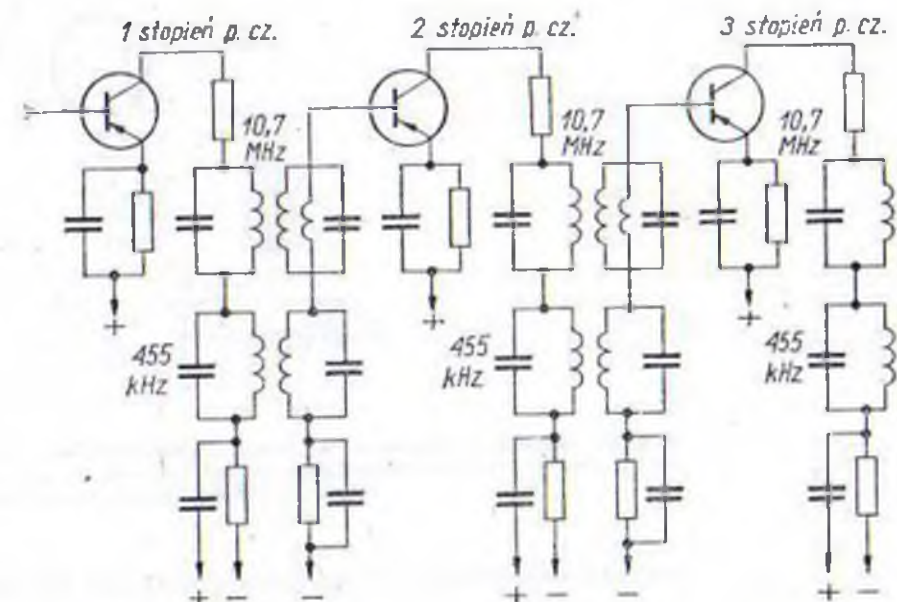 1 stopień p. cz.
2 stopień p. cz.
3 stopień p. cz.
10,7
MHz
10,7
MHz
10,7
MHz
+
+
+
455
kHz
455
kHz
455
kHz
+ − −
+ − −
+ −